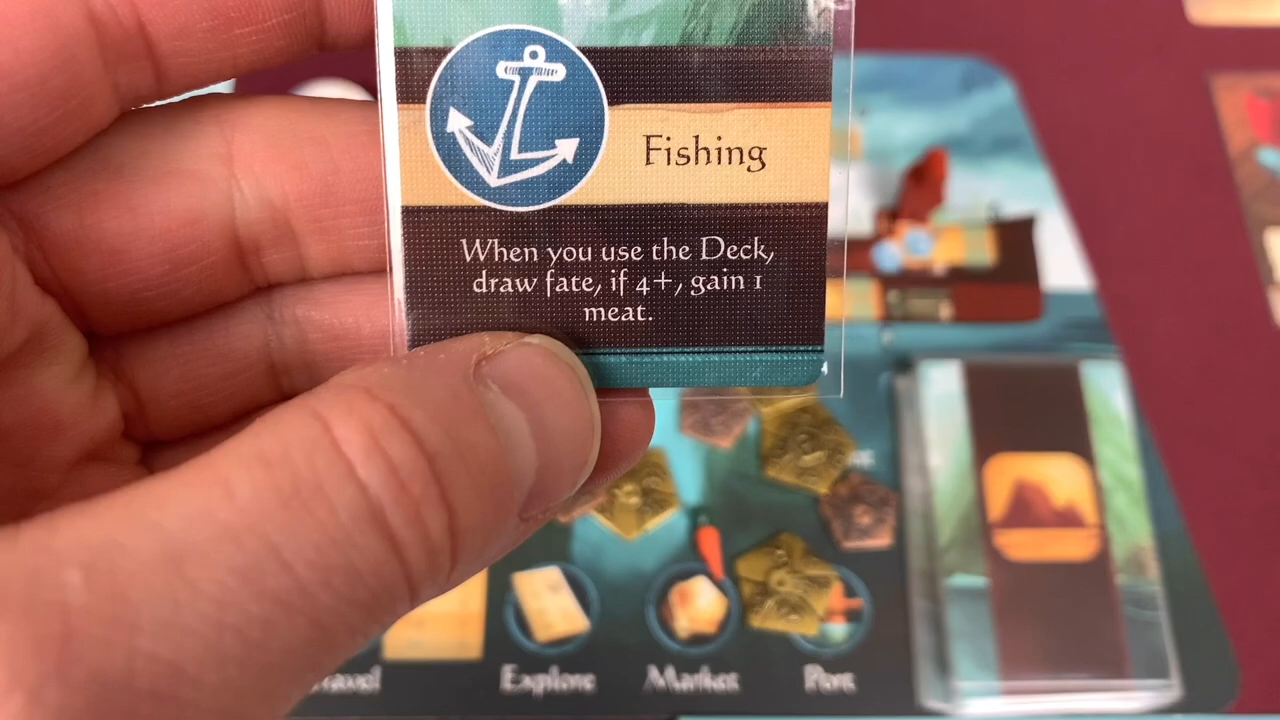 Fishing
When you use the Deck,
draw fate, if 4+, gain 1
meat.
Explore
Market
Port